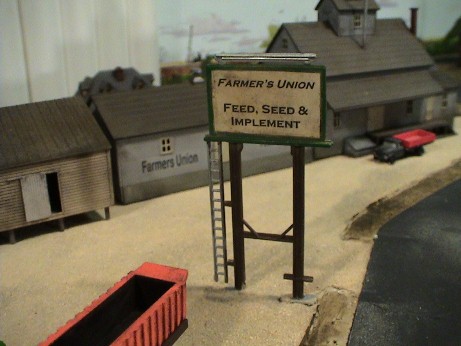 Farmer's Union
Feed, Seed &
Implement
Farmers Union